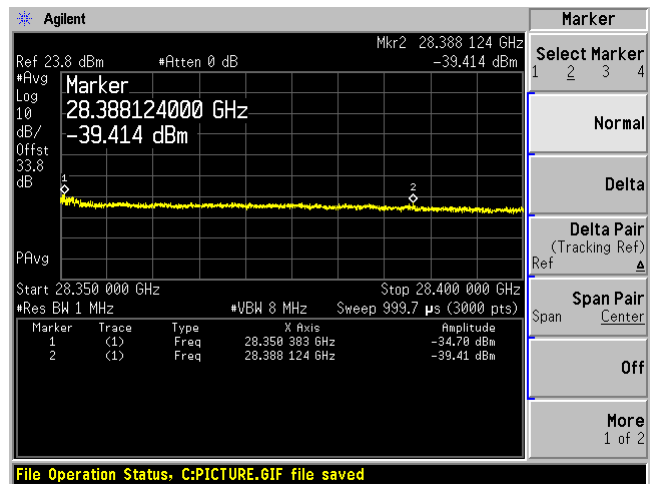 Agilent
Marker
Mkr2 28.388 124 GHz
Ref 23.8 dBm #Atten 0 dB -39.414 dBm
#Avg
Log
10
dB/
Offst
33.8
dB
PAvg
Marker
28.388124000 GHz
-39.414 dBm
1
2
Start 28.350 000 GHz Stop 28.400 000 GHz
#Res BW 1 MHz #VBW 8 MHz Sweep 999.7 µs (3000 pts)
Marker Trace Type X Axis Amplitude
1 (1) Freq 28.350 383 GHz -34.70 dBm
2 (1) Freq 28.388 124 GHz -39.41 dBm
Select Marker
1 2 3 4
Normal
Delta
Delta Pair
(Tracking Ref)
Ref Δ
Span Pair
Span Center
Off
More
1 of 2
File Operation Status, C:PICTURE.GIF file saved